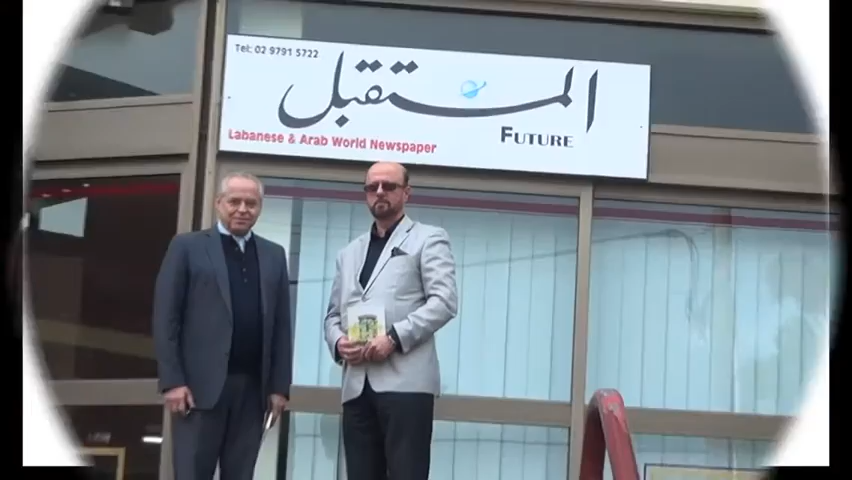 Tel: 02 9791 5722
المستقبل
FUTURE
Labanese & Arab World Newspaper